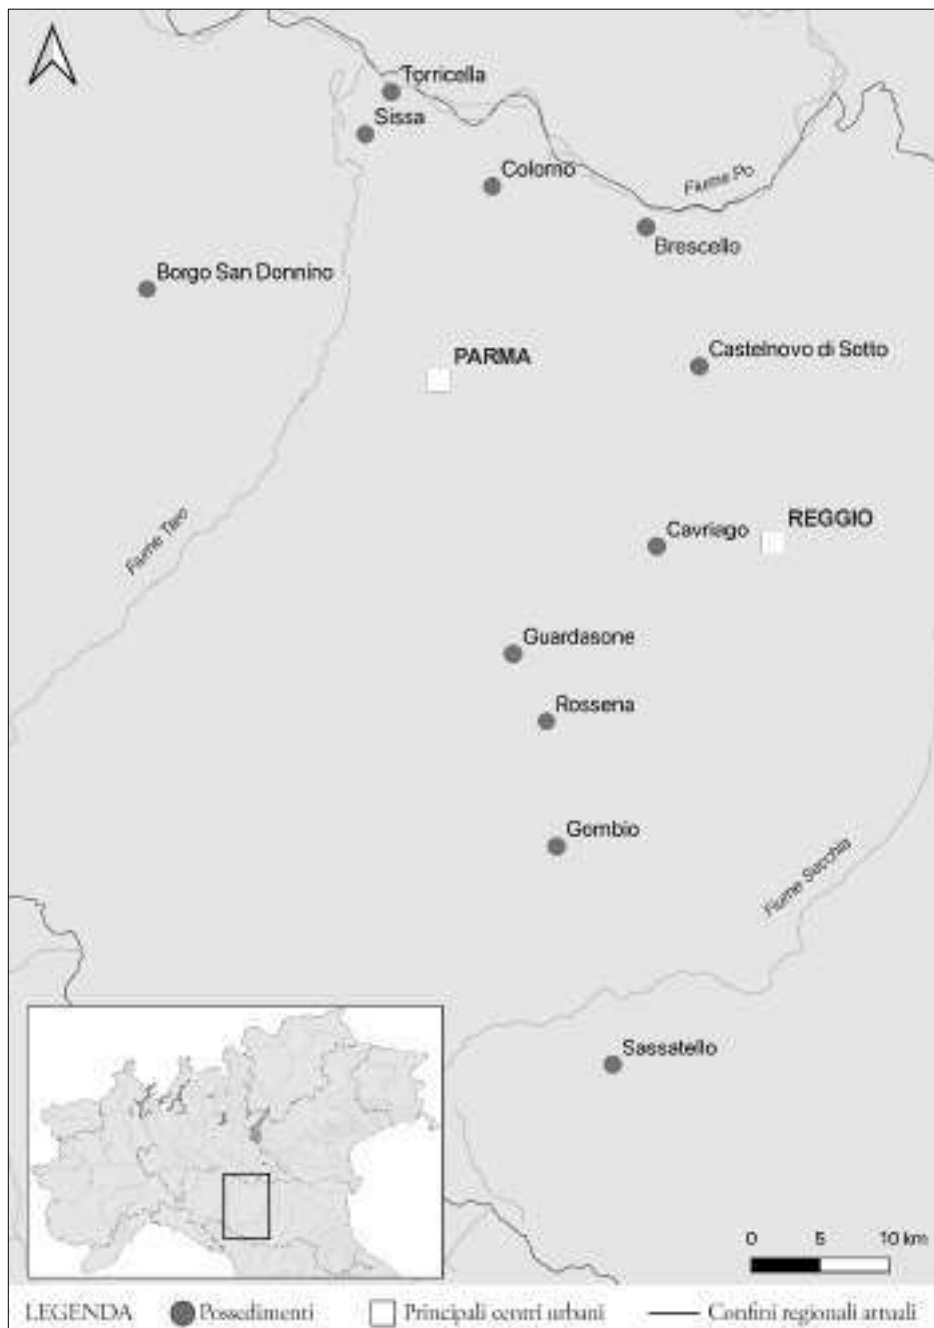 Torricella
Sissa
Colorno
Fiume Po
Brescello
Borgo San Donnino
PARMA
Castelnovo di Sotto
Fiume Taro
Cavriago
REGGIO
Guardasone
Rossena
Gombio
Fiume Secchia
Sassatello
0 5 10 km
LEGENDA Possedimenti Principali centri urbani Confini regionali attuali